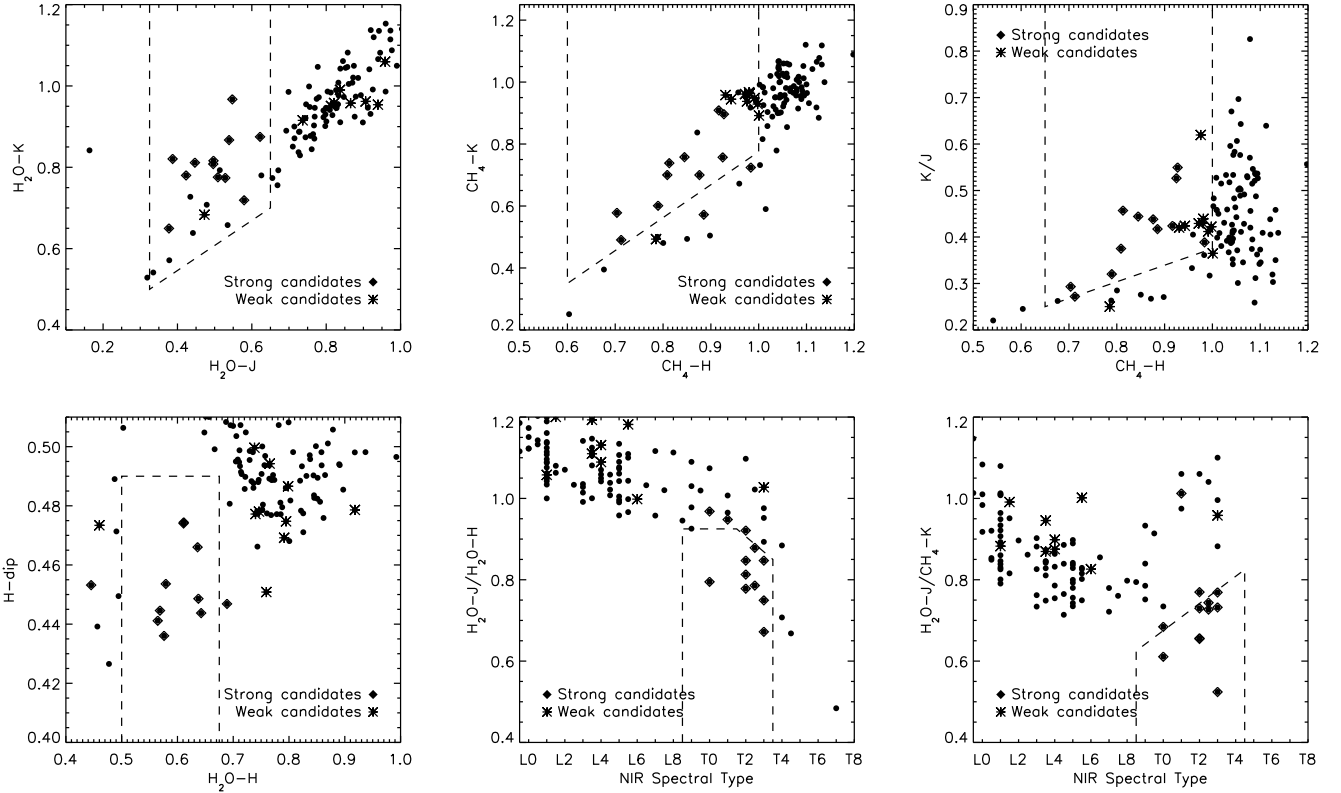 1.2
1.0
0.8
0.6
0.4
H2O-K
0.2 0.4 0.6 0.8 1.0
H2O-J
Strong candidates
Weak candidates
1.2
1.0
0.8
0.6
0.4
0.2
CH4-K
0.5 0.6 0.7 0.8 0.9 1.0 1.1 1.2
CH4-H
Strong candidates
Weak candidates
0.9
0.8
0.7
0.6
0.5
0.4
0.3
0.2
K/J
0.5 0.6 0.7 0.8 0.9 1.0 1.1 1.2
CH4-H
Strong candidates
Weak candidates
0.50
0.48
0.46
0.44
0.42
0.40
H-dip
0.4 0.5 0.6 0.7 0.8 0.9 1.0
H2O-H
Strong candidates
Weak candidates
1.2
1.0
0.8
0.6
0.4
H2O-J/H2O-H
L0 L2 L4 L6 L8 T0 T2 T4 T6 T8
NIR Spectral Type
Strong candidates
Weak candidates
1.2
1.0
0.8
0.6
0.4
H2O-J/CH4-K
L0 L2 L4 L6 L8 T0 T2 T4 T6 T8
NIR Spectral Type
Strong candidates
Weak candidates